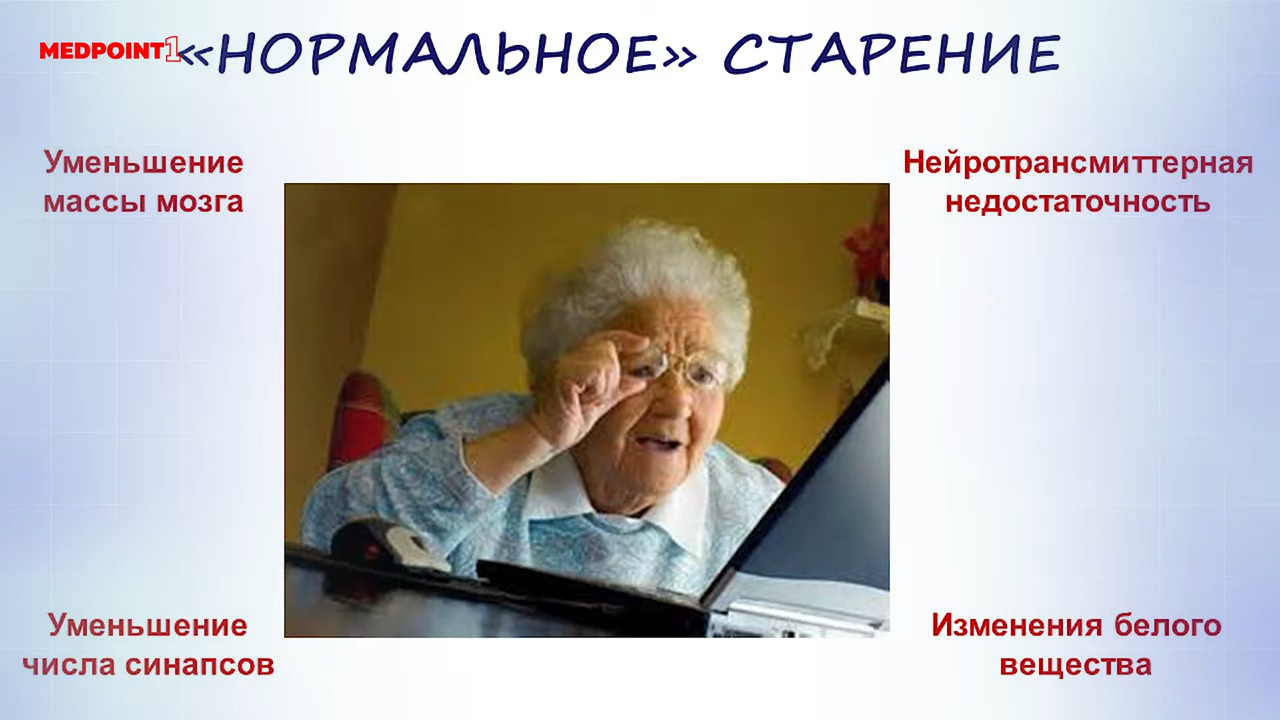 MEDPOINT1
«НОРМАЛЬНОЕ» СТАРЕНИЕ
Уменьшение
массы мозга
Нейротрансмиттерная
недостаточность
Уменьшение
числа синапсов
Изменения белого
вещества